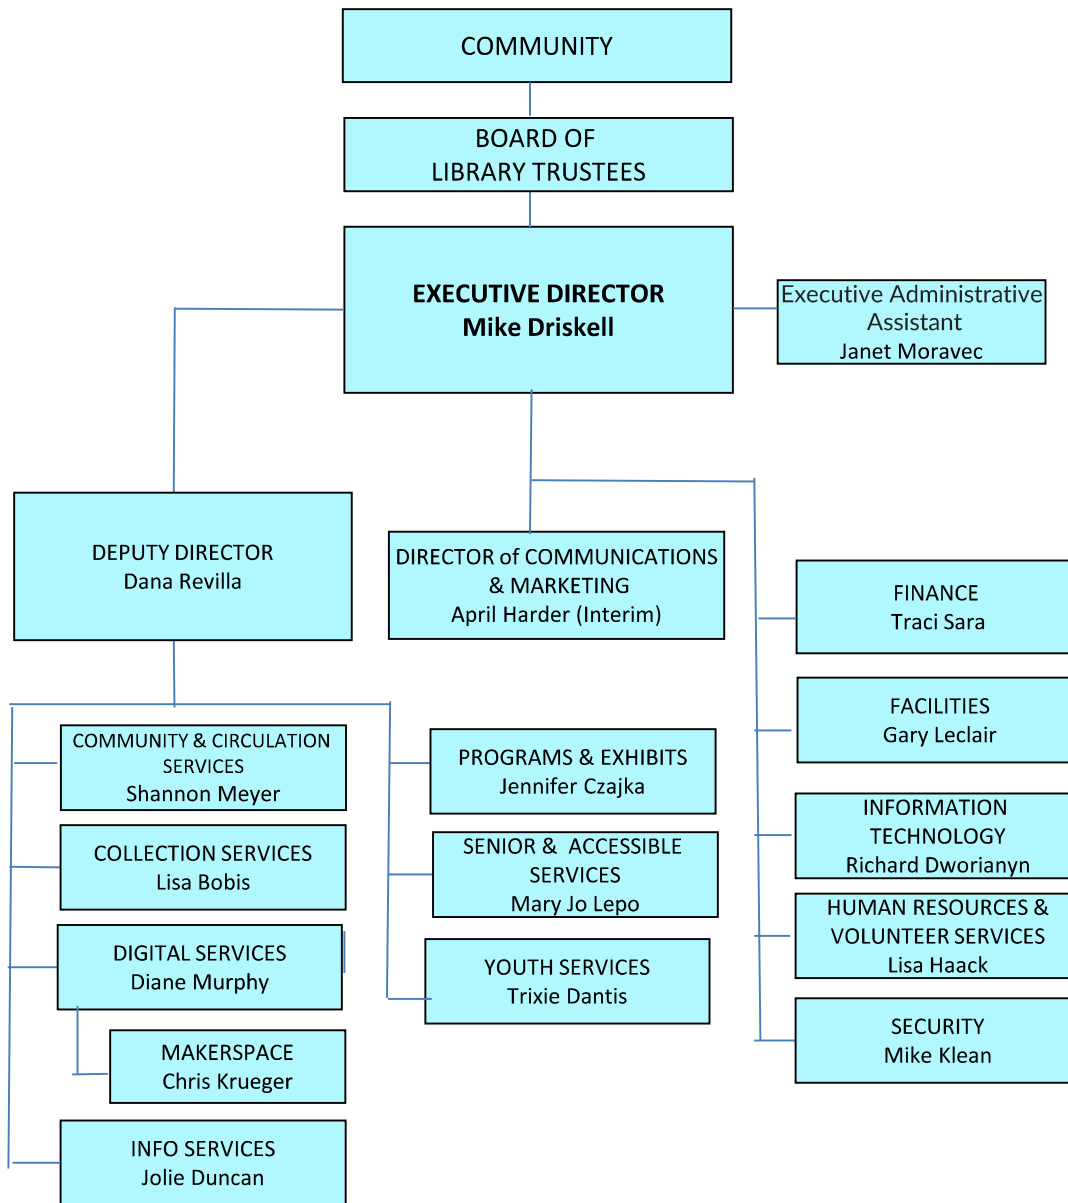 COMMUNITY
BOARD OF
LIBRARY TRUSTEES
EXECUTIVE DIRECTOR
Mike Driskell
Executive Administrative
Assistant
Janet Moravec
DEPUTY DIRECTOR
Dana Revilla
DIRECTOR of COMMUNICATIONS
& MARKETING
April Harder (Interim)
FINANCE
Traci Sara
FACILITIES
Gary Leclair
INFORMATION
TECHNOLOGY
Richard Dworianyn
HUMAN RESOURCES &
VOLUNTEER SERVICES
Lisa Haack
SECURITY
Mike Klean
COMMUNITY & CIRCULATION
SERVICES
Shannon Meyer
COLLECTION SERVICES
Lisa Bobis
DIGITAL SERVICES
Diane Murphy
MAKERSPACE
Chris Krueger
INFO SERVICES
Jolie Duncan
PROGRAMS & EXHIBITS
Jennifer Czajka
SENIOR & ACCESSIBLE
SERVICES
Mary Jo Lepo
YOUTH SERVICES
Trixie Dantis